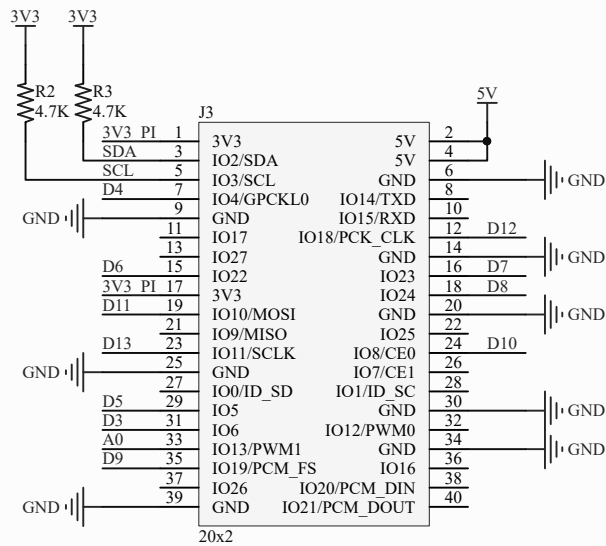 3V3 3V3
R2 R3
4.7K 4.7K
J3
5V
3V3 PI 1 3V3 5V 2
SDA 3 IO2/SDA 5V 4
SCL 5 IO3/SCL GND 6 GND
D4 7 IO4/GPCKL0 IO14/TXD 8
GND 9 GND IO15/RXD 10
11 IO17 IO18/PCK_CLK 12 D12
13 IO27 GND 14 GND
D6 15 IO22 IO23 16 D7
3V3 PI 17 3V3 IO24 18 D8
D11 19 IO10/MOSI GND 20 GND
21 IO9/MISO IO25 22
D13 23 IO11/SCLK IO8/CE0 24 D10
GND 25 GND IO7/CE1 26
27 IO0/ID_SD IO1/ID_SC 28
D5 29 IO5 GND 30 GND
D3 31 IO6 IO12/PWM0 32
A0 33 IO13/PWM1 GND 34 GND
D9 35 IO19/PCM_FS IO16 36
37 IO26 IO20/PCM_DIN 38
GND 39 GND IO21/PCM_DOUT 40
20x2